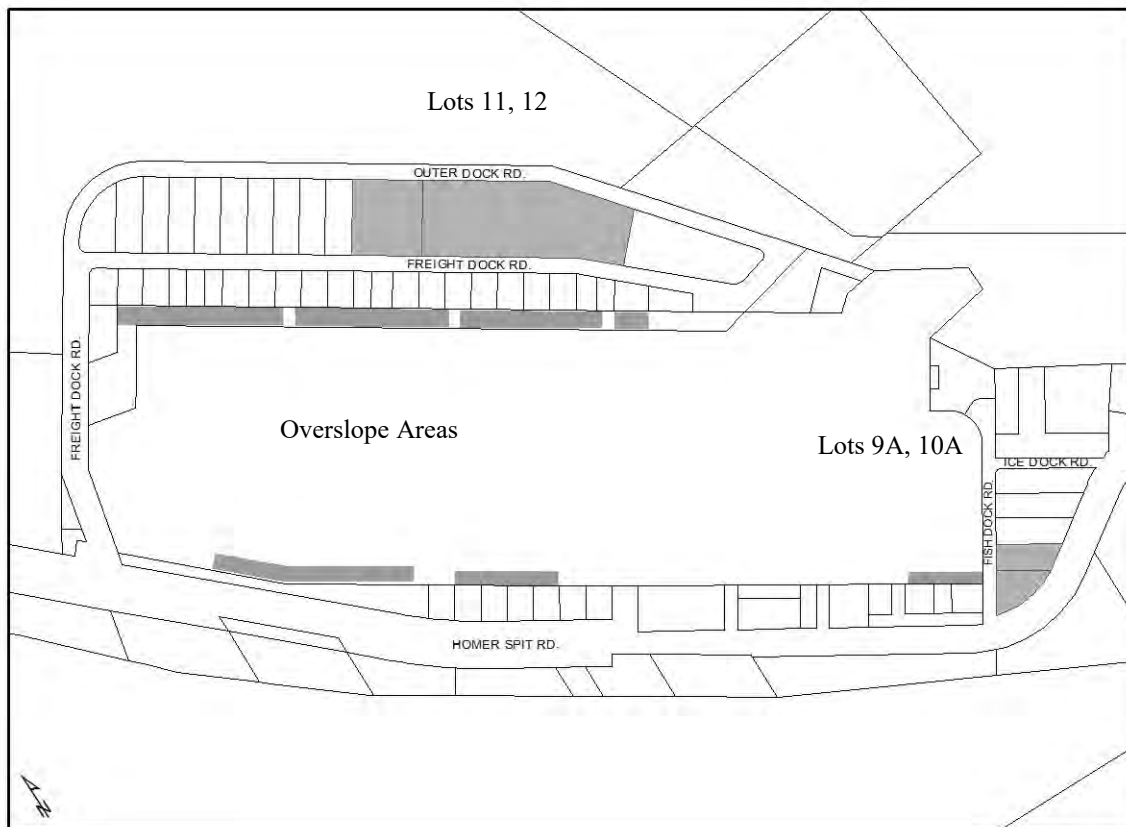 Lots 11, 12
OUTER DOCK RD.
FREIGHT DOCK RD.
FREIGHT DOCK RD.
Overslope Areas
Lots 9A, 10A
ICE DOCK RD.
FISH DOCK RD.
HOMER SPIT RD.
N